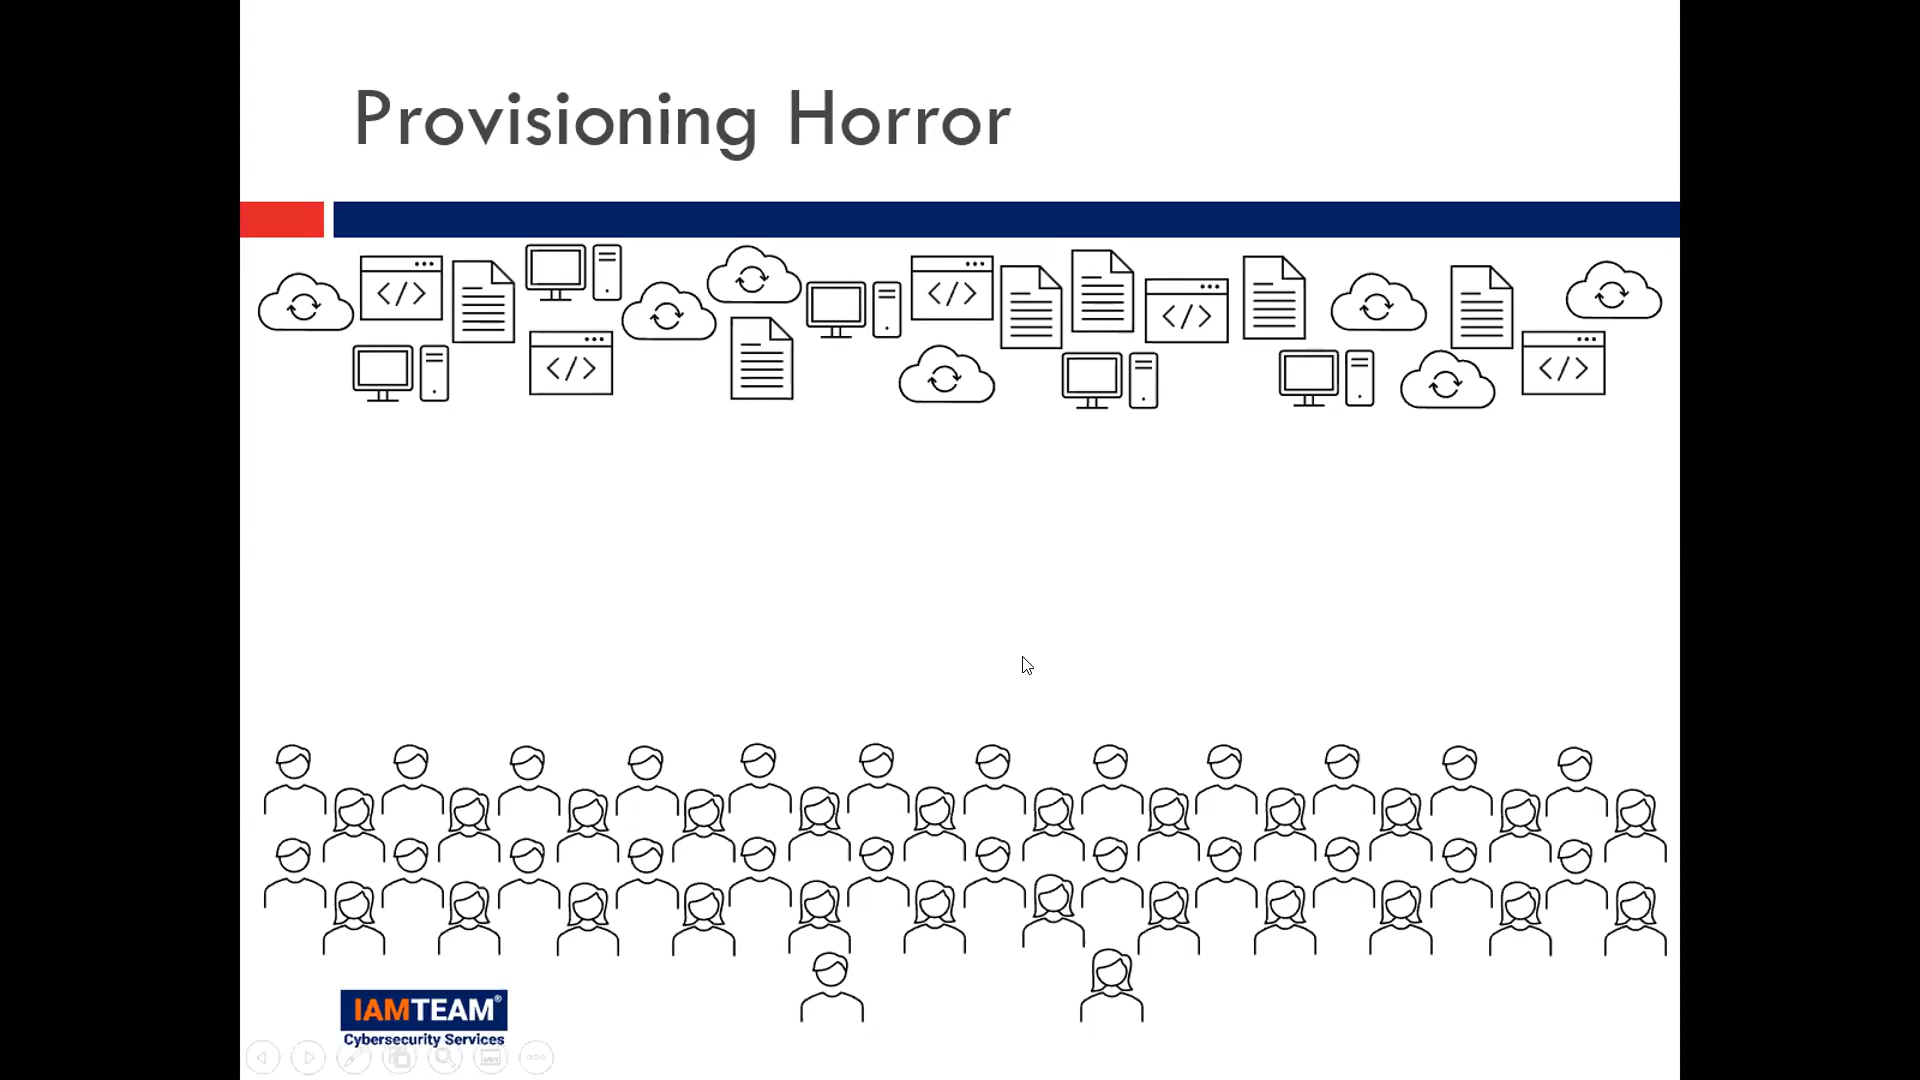 Provisioning Horror
</>
</>
</>
</>
</>
IAMTEAM®
Cybersecurity Services